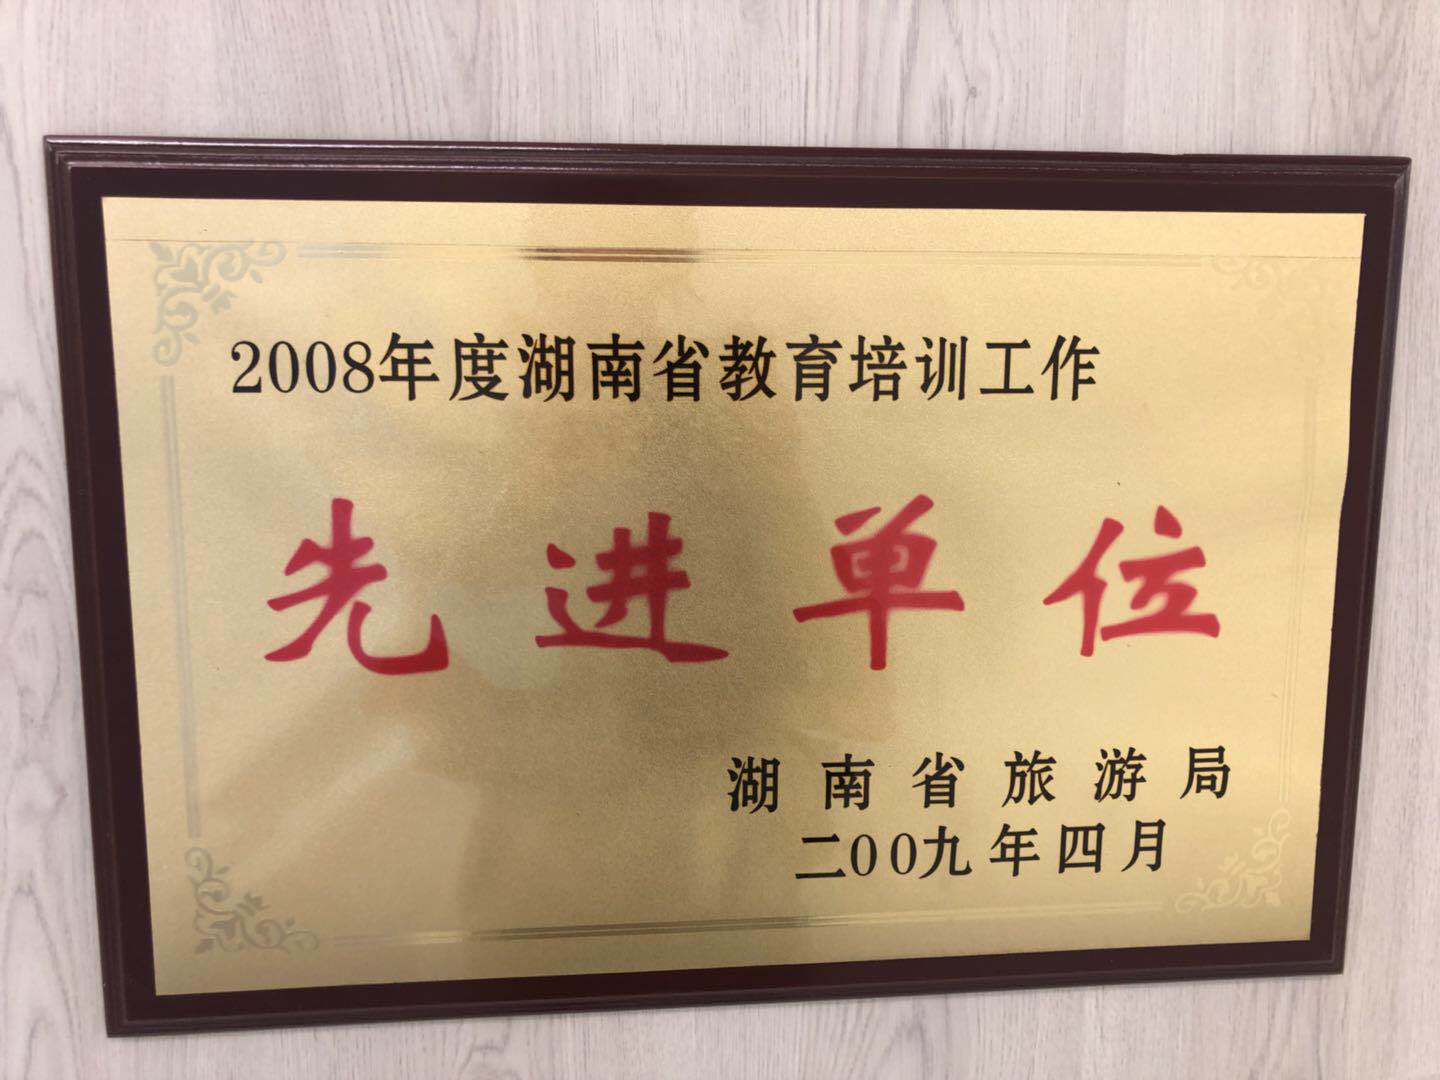 2008年度湖南省教育培训工作
先进单位
湖南省旅游局
二00九年四月